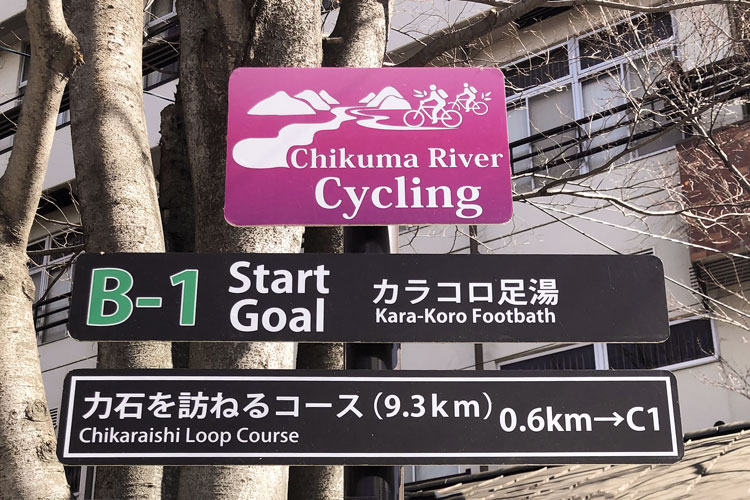 Chikuma River
Cycling
B-1 Start
Goal
カラコロ足湯
Kara-Koro Footbath
力石を訪ねるコース（9.3km） 0.6km→C1
Chikaraishi Loop Course